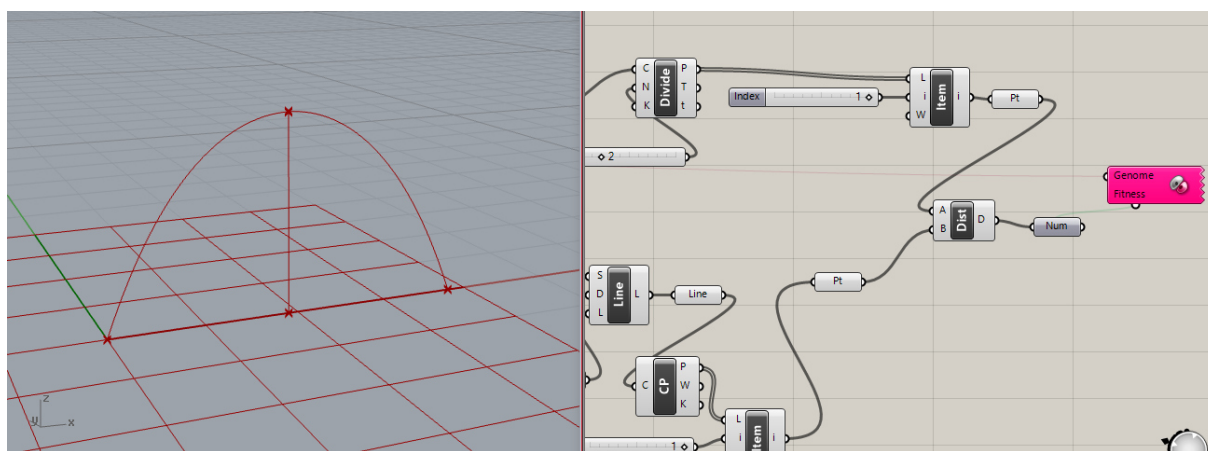 z
y x
C P
N Divide T
K t
2
Index 1
L
i Item i
W
Pt
Genome
Fitness
A
B Dist D
Num
Pt
S
D Line L
L
Line
P
C CP W
K
L
i Item i
1